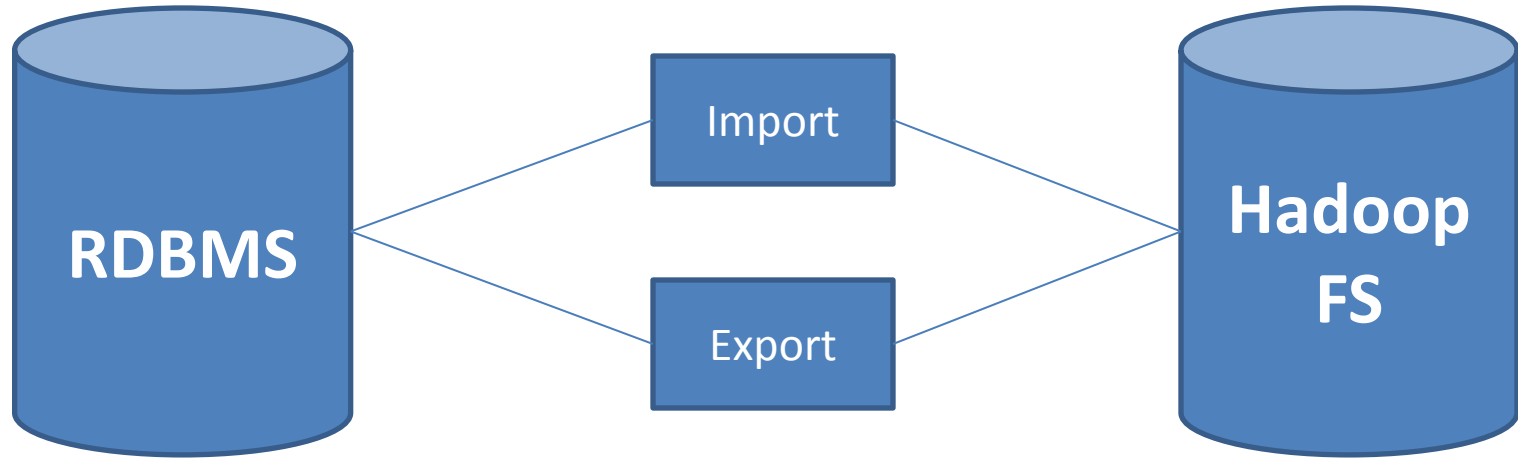 RDBMS
Import
Export
Hadoop
FS